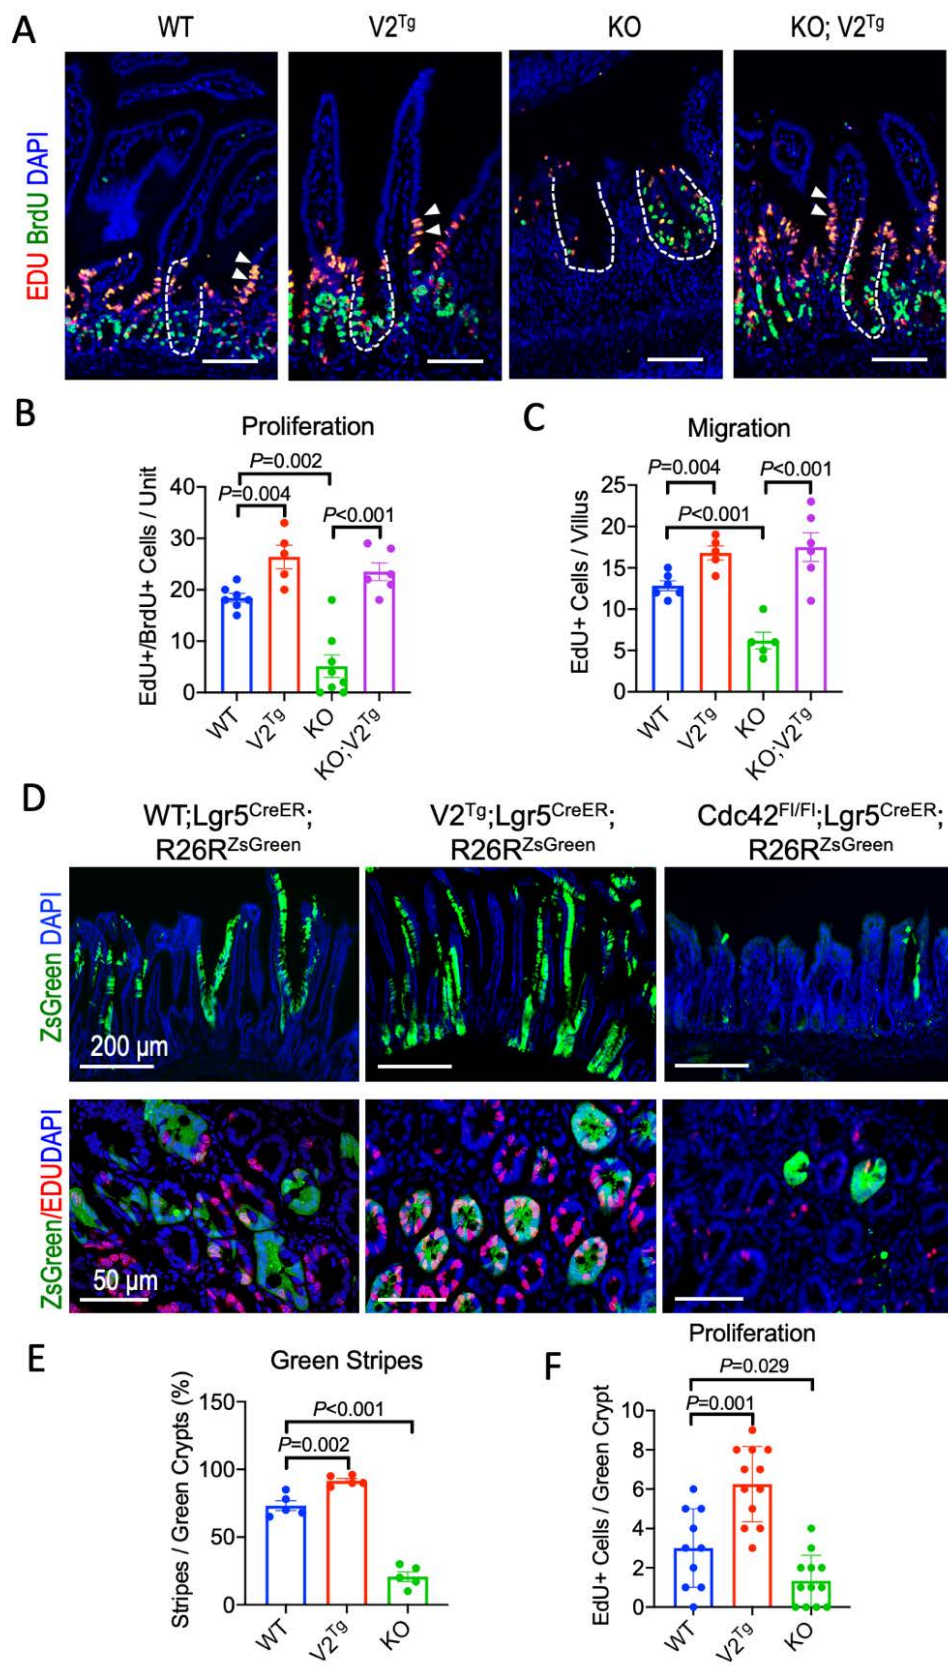 A
WT
V2Tg
KO
KO; V2Tg
EDU BrdU DAPI
B
Proliferation
P=0.002
P=0.004
P<0.001
EdU+/BrdU+ Cells / Unit
40
30
20
10
0
WT
V2Tg
KO
KO;V2Tg
C
Migration
P=0.004
P<0.001
P<0.001
EdU+ Cells / Villus
25
20
15
10
5
0
WT
V2Tg
KO
KO;V2Tg
D
WT;Lgr5CreER;
R26RZsGreen
V2Tg;Lgr5CreER;
R26RZsGreen
Cdc42Fl/Fl;Lgr5CreER;
R26RZsGreen
ZsGreen DAPI
200 µm
ZsGreen/EDUDAPI
50 µm
E
Green Stripes
P<0.001
P=0.002
Stripes / Green Crypts (%)
150
100
50
0
WT
V2Tg
KO
F
Proliferation
P=0.029
P=0.001
EdU+ Cells / Green Crypt
10
8
6
4
2
0
WT
V2Tg
KO